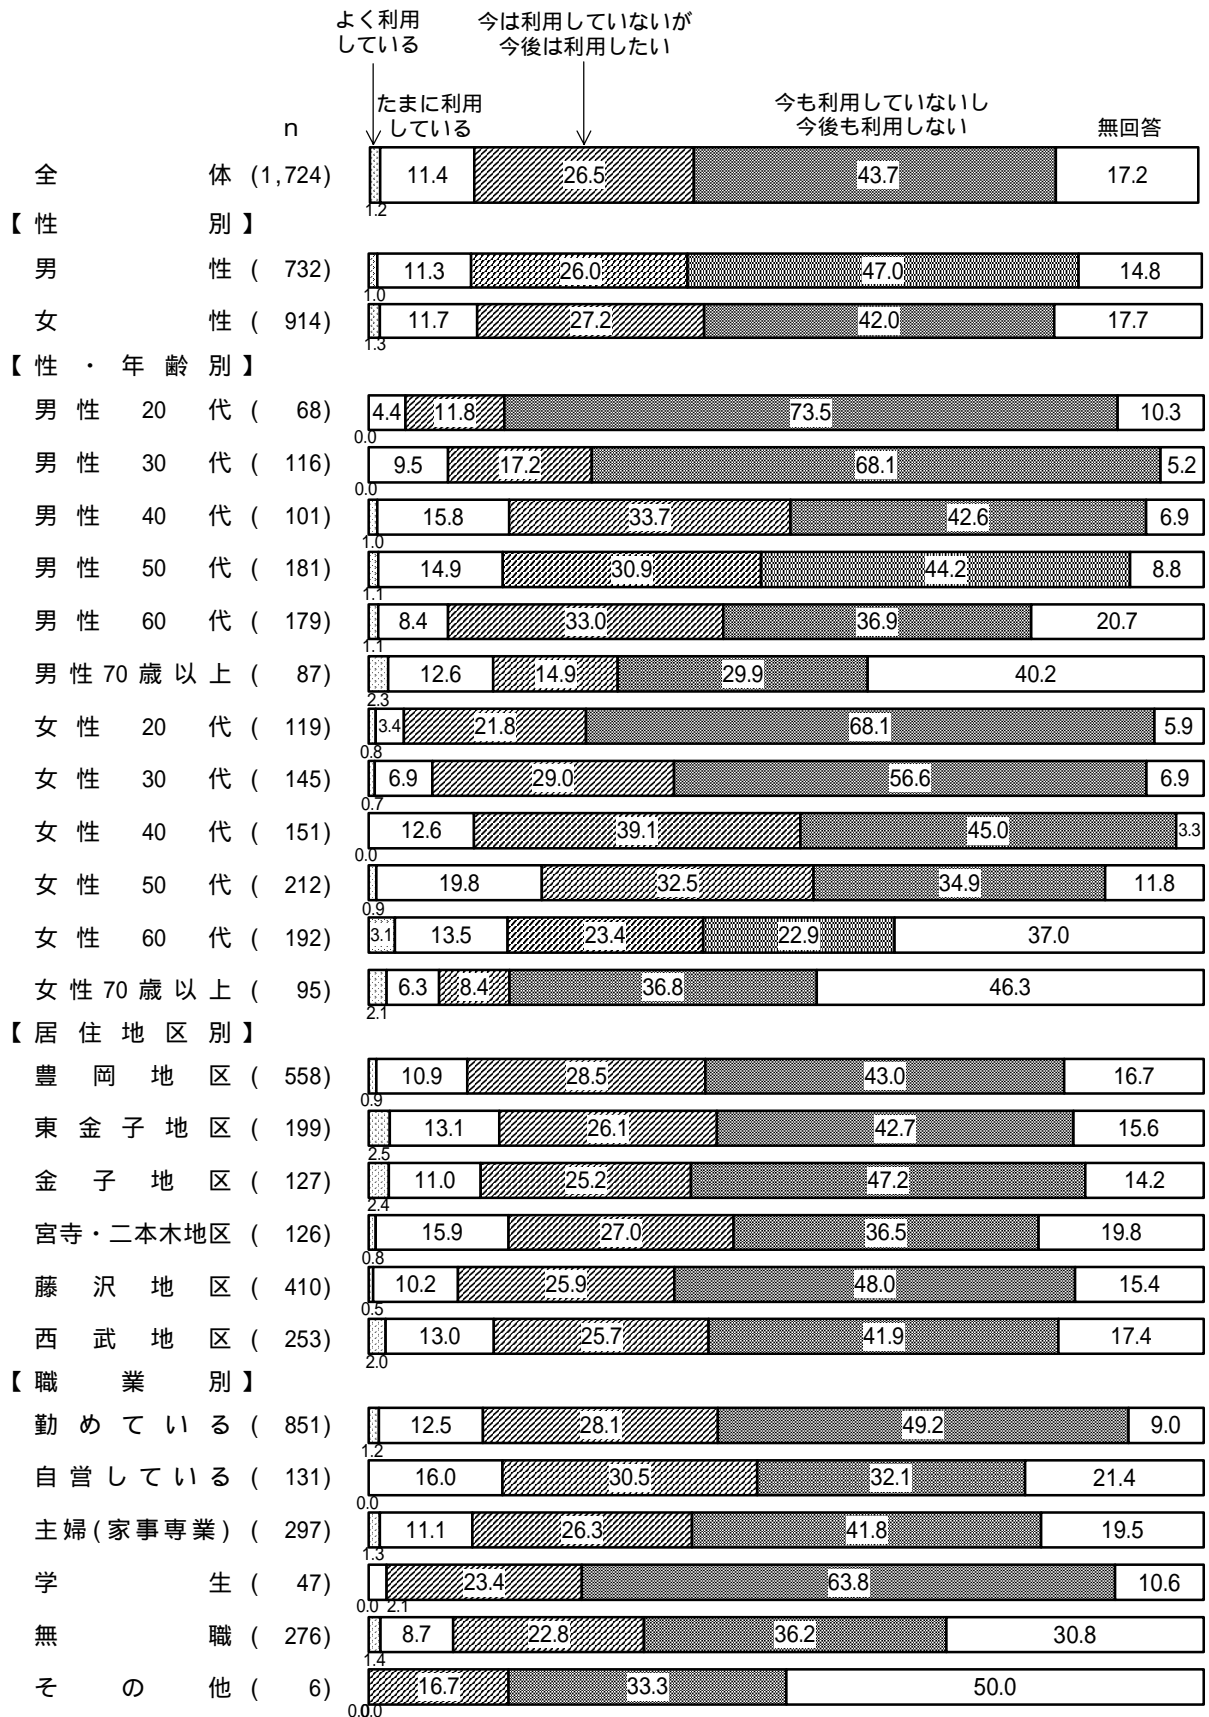 よく利用
している
今は利用していないが
今後は利用したい
たまに利用
している
今も利用していないし
今後も利用しない
無回答
n
全体 (1,724) 1.2 11.4 26.5 43.7 17.2
【性別】
男性 ( 732) 1.0 11.3 26.0 47.0 14.8
女性 ( 914) 1.3 11.7 27.2 42.0 17.7
【性・年齢別】
男性20代 ( 68) 0.0 4.4 11.8 73.5 10.3
男性30代 ( 116) 0.0 9.5 17.2 68.1 5.2
男性40代 ( 101) 1.0 15.8 33.7 42.6 6.9
男性50代 ( 181) 1.1 14.9 30.9 44.2 8.8
男性60代 ( 179) 1.1 8.4 33.0 36.9 20.7
男性70歳以上 ( 87) 2.3 12.6 14.9 29.9 40.2
女性20代 ( 119) 0.8 3.4 21.8 68.1 5.9
女性30代 ( 145) 0.7 6.9 29.0 56.6 6.9
女性40代 ( 151) 0.0 12.6 39.1 45.0 3.3
女性50代 ( 212) 0.9 19.8 32.5 34.9 11.8
女性60代 ( 192) 3.1 13.5 23.4 22.9 37.0
女性70歳以上 ( 95) 2.1 6.3 8.4 36.8 46.3
【居住地区別】
豊岡地区 ( 558) 0.9 10.9 28.5 43.0 16.7
東金子地区 ( 199) 2.5 13.1 26.1 42.7 15.6
金子地区 ( 127) 2.4 11.0 25.2 47.2 14.2
宮寺・二本木地区 ( 126) 0.8 15.9 27.0 36.5 19.8
藤沢地区 ( 410) 0.5 10.2 25.9 48.0 15.4
西武地区 ( 253) 2.0 13.0 25.7 41.9 17.4
【職業別】
勤めている ( 851) 1.2 12.5 28.1 49.2 9.0
自営している ( 131) 0.0 16.0 30.5 32.1 21.4
主婦(家事専業) ( 297) 1.3 11.1 26.3 41.8 19.5
学生 ( 47) 0.0 2.1 23.4 63.8 10.6
無職 ( 276) 1.4 8.7 22.8 36.2 30.8
その他 ( 6) 0.0 0.0 16.7 33.3 50.0